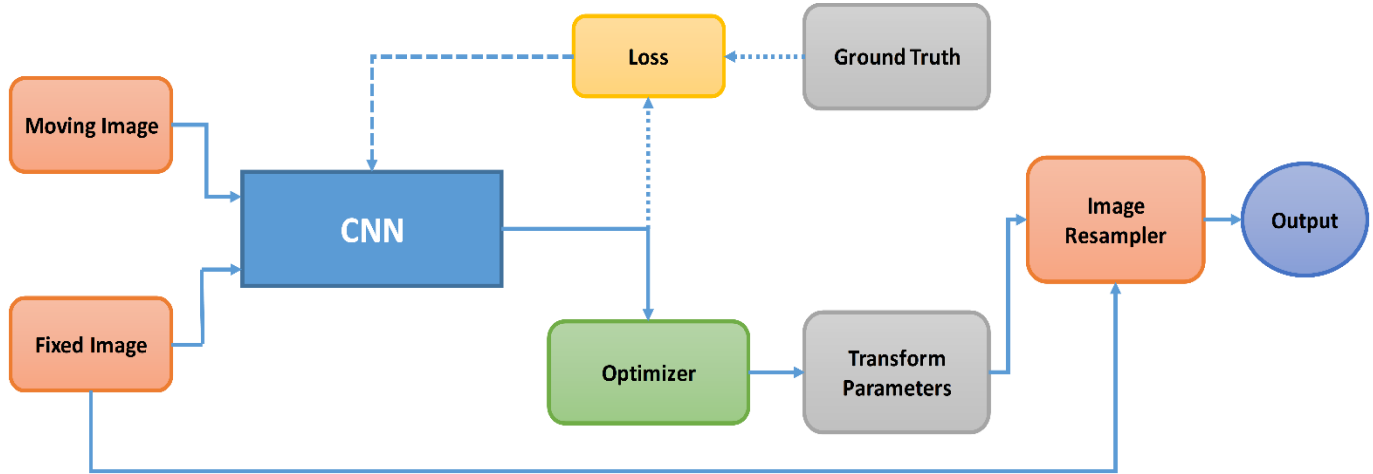 Loss
Ground Truth
Moving Image
CNN
Image
Resampler
Output
Fixed Image
Optimizer
Transform
Parameters